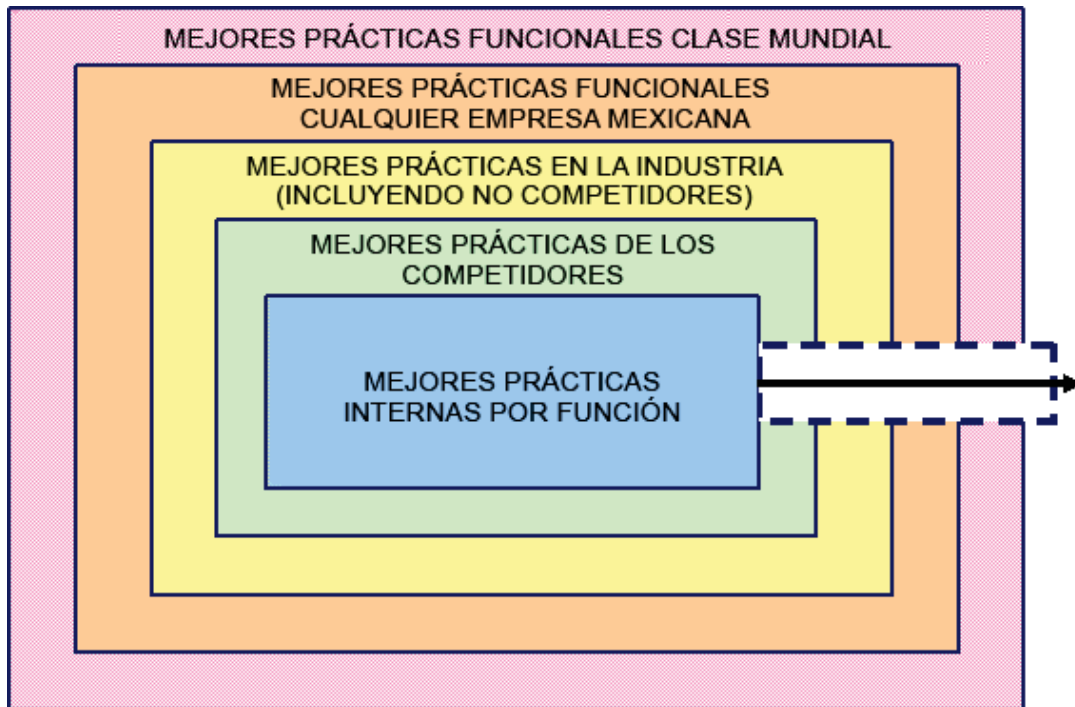 MEJORES PRÁCTICAS FUNCIONALES CLASE MUNDIAL
MEJORES PRÁCTICAS FUNCIONALES
CUALQUIER EMPRESA MEXICANA
MEJORES PRÁCTICAS EN LA INDUSTRIA
(INCLUYENDO NO COMPETIDORES)
MEJORES PRÁCTICAS DE LOS
COMPETIDORES
MEJORES PRÁCTICAS
INTERNAS POR FUNCIÓN